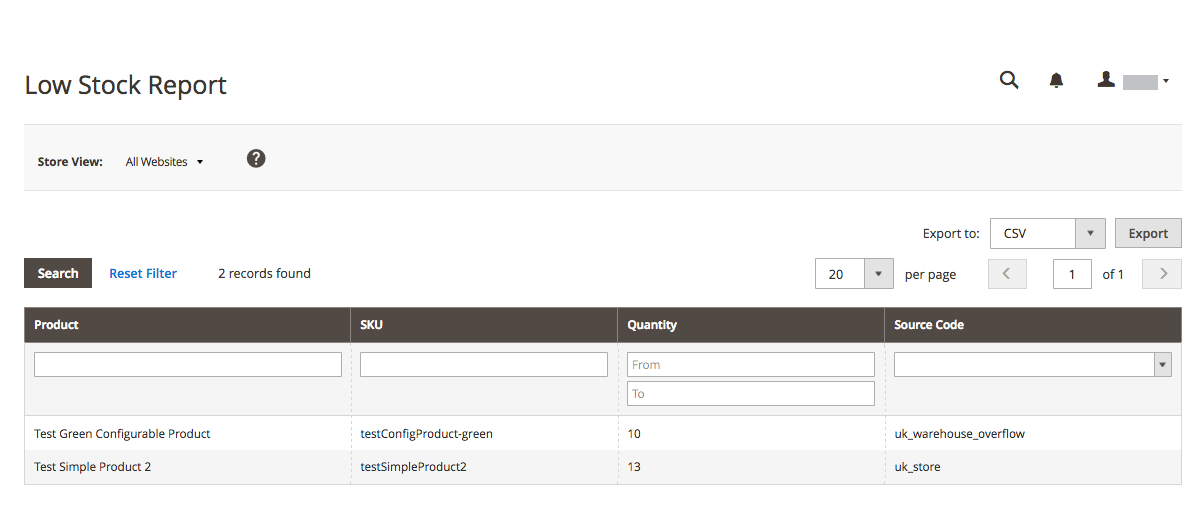 Low Stock Report
Store View: All Websites ?
Export to: CSV Export
Search Reset Filter 2 records found 20 per page 1 of 1
Product SKU Quantity Source Code
From
To
Test Green Configurable Product testConfigProduct-green 10 uk_warehouse_overflow
Test Simple Product 2 testSimpleProduct2 13 uk_store